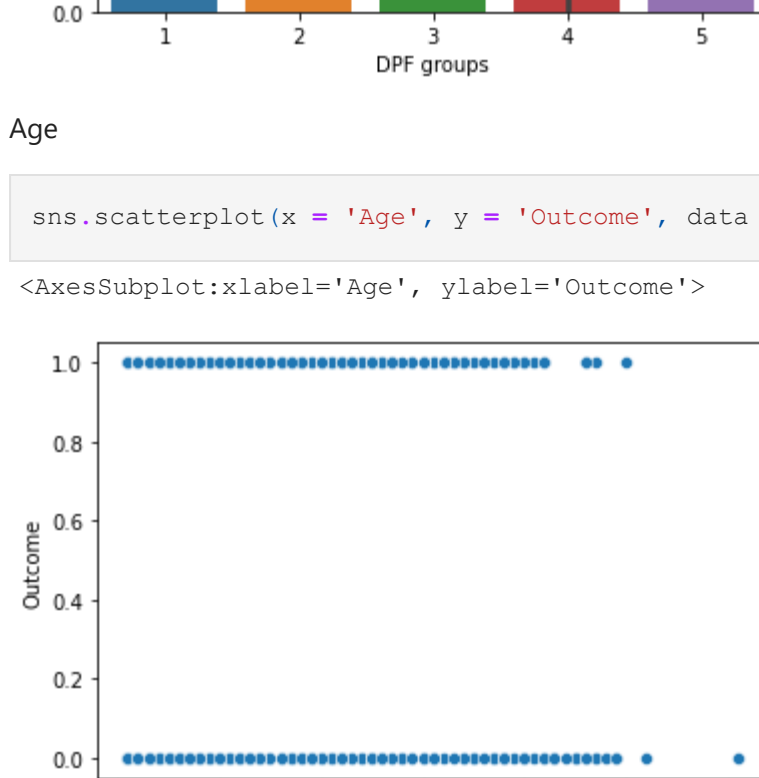 0.0
1 2 3 4 5
DPF groups
Age
sns.scatterplot(x = 'Age', y = 'Outcome', data
<AxesSubplot:xlabel='Age', ylabel='Outcome'>
1.0
0.8
0.6
Outcome
0.4
0.2
0.0